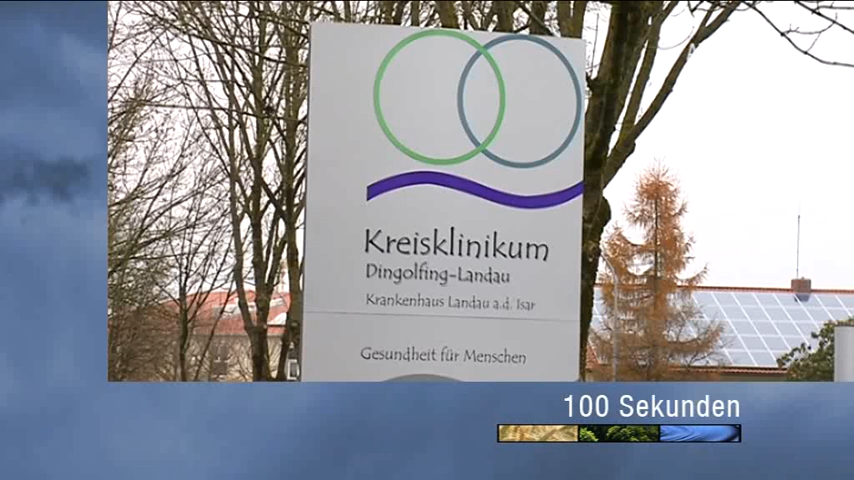 Kreisklinikum
Dingolfing-Landau
Krankenhaus Landau a.d. Isar
Gesundheit für Menschen
100 Sekunden